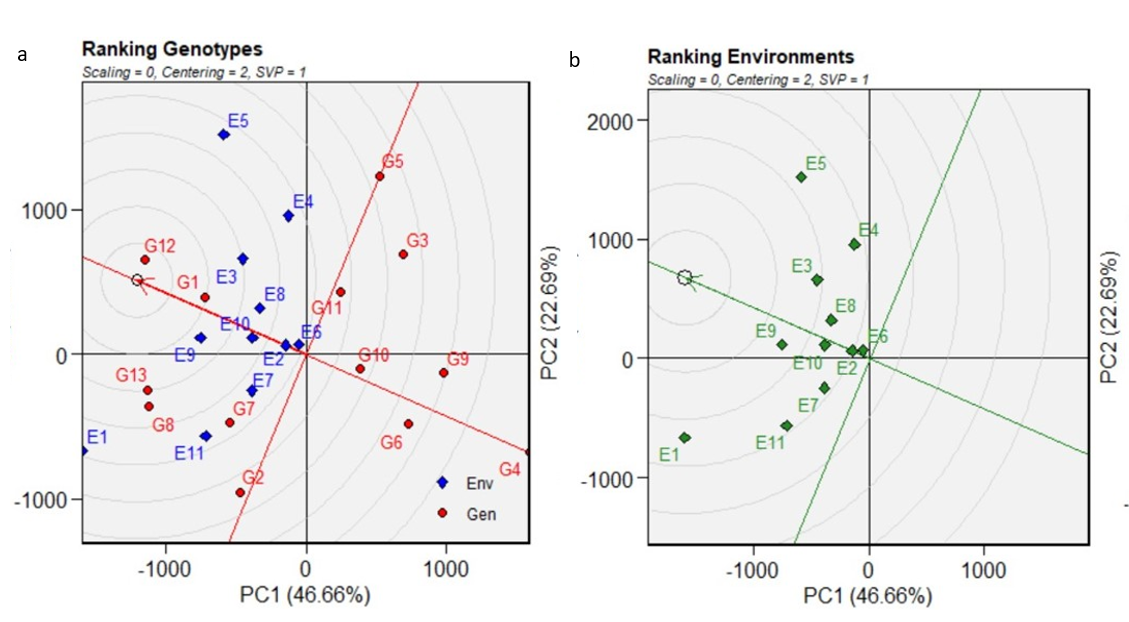 a
Ranking Genotypes
Scaling = 0, Centering = 2, SVP = 1
E5
E4
G5
G3
1000
G12
E3
G1
E8
G11
E10
E6
E9
E2
0
G10
G9
G13
E7
G8
G7
E1
E11
G6
G2
G4
-1000
Env
Gen
-1000
0
1000
PC1 (46.66%)
PC2 (22.69%)
b
Ranking Environments
Scaling = 0, Centering = 2, SVP = 1
2000
E5
E4
1000
E3
E8
E9
E6
0
E10
E2
E7
E11
E1
-1000
-1000
0
1000
PC1 (46.66%)
PC2 (22.69%)